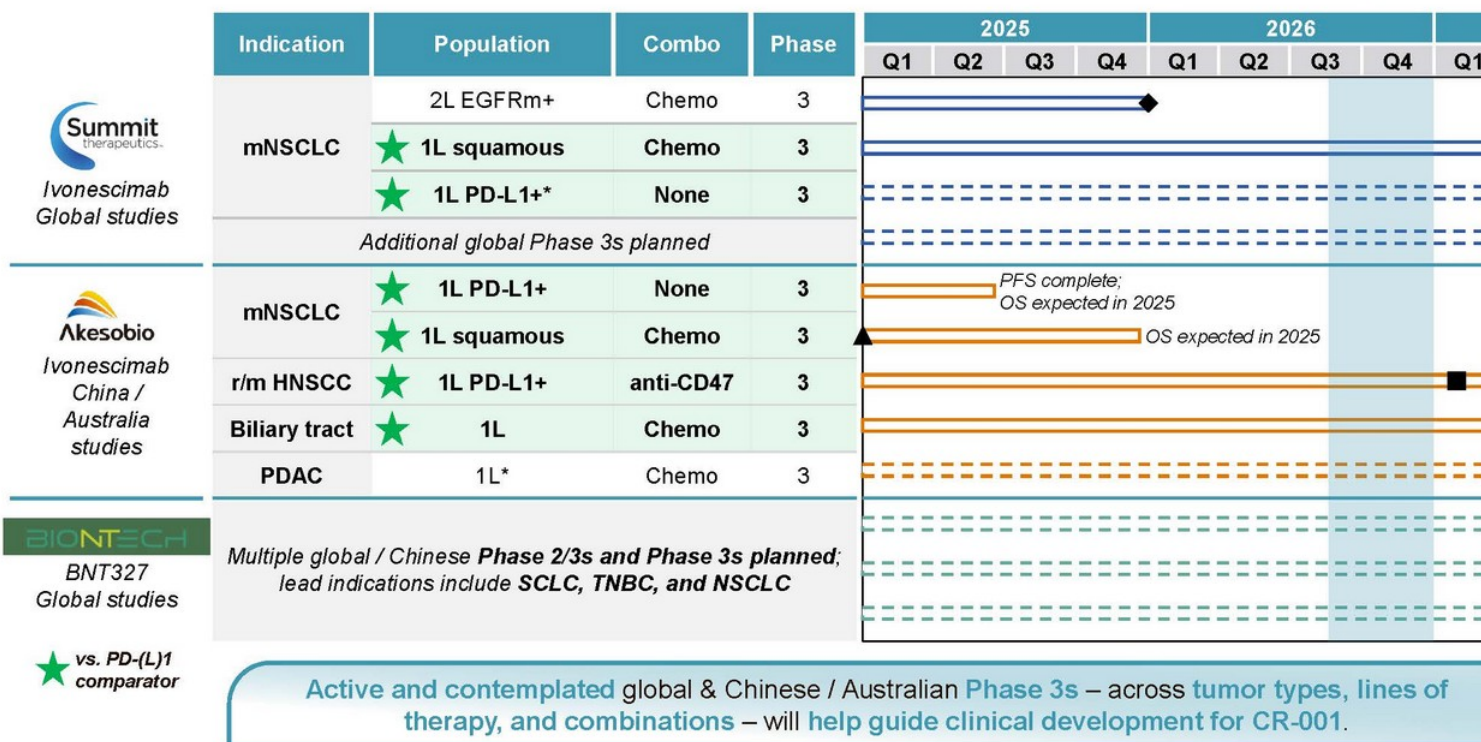 Indication Population Combo Phase 2025 2026
Q1 Q2 Q3 Q4 Q1 Q2 Q3 Q4 Q1
Summit
therapeutics
Ivonescimab
Global studies
mNSCLC
2L EGFRm+ Chemo 3
1L squamous Chemo 3
1L PD-L1+* None 3
Additional global Phase 3s planned
Akesobio
Ivonescimab
China /
Australia
studies
mNSCLC
1L PD-L1+ None 3
PFS complete;
OS expected in 2025
1L squamous Chemo 3 OS expected in 2025
r/m HNSCC 1L PD-L1+ anti-CD47 3
Biliary tract 1L Chemo 3
PDAC 1L* Chemo 3
BIONTECH
BNT327
Global studies
Multiple global / Chinese Phase 2/3s and Phase 3s planned;
lead indications include SCLC, TNBC, and NSCLC
vs. PD-(L)1
comparator
Active and contemplated global & Chinese / Australian Phase 3s – across tumor types, lines of
therapy, and combinations – will help guide clinical development for CR-001.